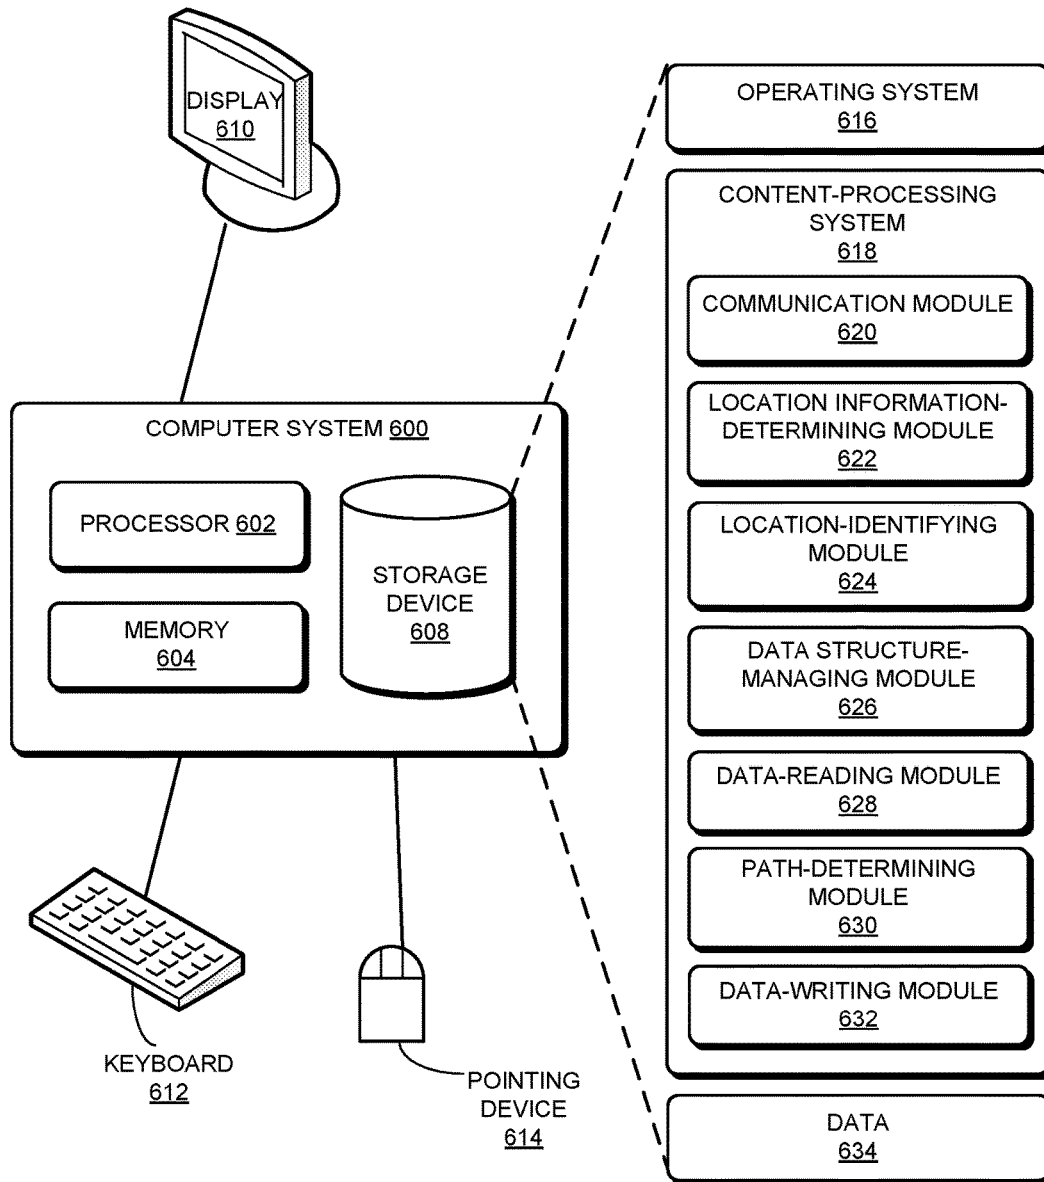 DISPLAY
610
COMPUTER SYSTEM 600
PROCESSOR 602
MEMORY
604
STORAGE
DEVICE
608
KEYBOARD
612
POINTING
DEVICE
614
OPERATING SYSTEM
616
CONTENT-PROCESSING
SYSTEM
618
COMMUNICATION MODULE
620
LOCATION INFORMATION-
DETERMINING MODULE
622
LOCATION-IDENTIFYING
MODULE
624
DATA STRUCTURE-
MANAGING MODULE
626
DATA-READING MODULE
628
PATH-DETERMINING
MODULE
630
DATA-WRITING MODULE
632
DATA
634